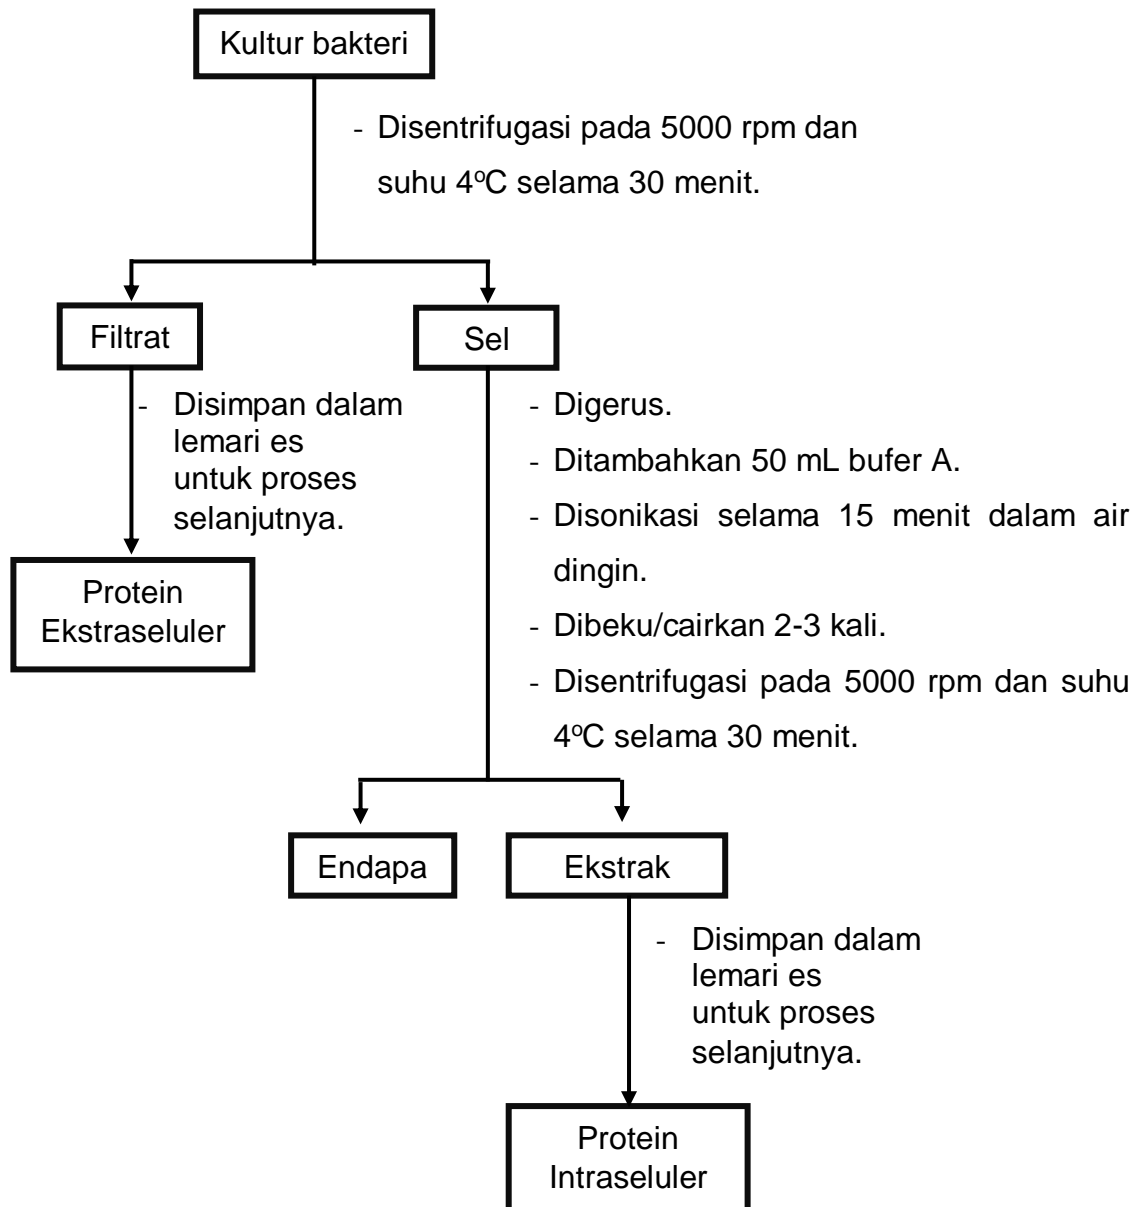 Kultur bakteri
- Disentrifugasi pada 5000 rpm dan
suhu 4ºC selama 30 menit.
Filtrat
Sel
- Disimpan dalam
lemari es
untuk proses
selanjutnya.
Protein
Ekstraseluler
- Digerus.
- Ditambahkan 50 mL bufer A.
- Disonikasi selama 15 menit dalam air
dingin.
- Dibeku/cairkan 2-3 kali.
- Disentrifugasi pada 5000 rpm dan suhu
4ºC selama 30 menit.
Endapa
Ekstrak
- Disimpan dalam
lemari es
untuk proses
selanjutnya.
Protein
Intraseluler